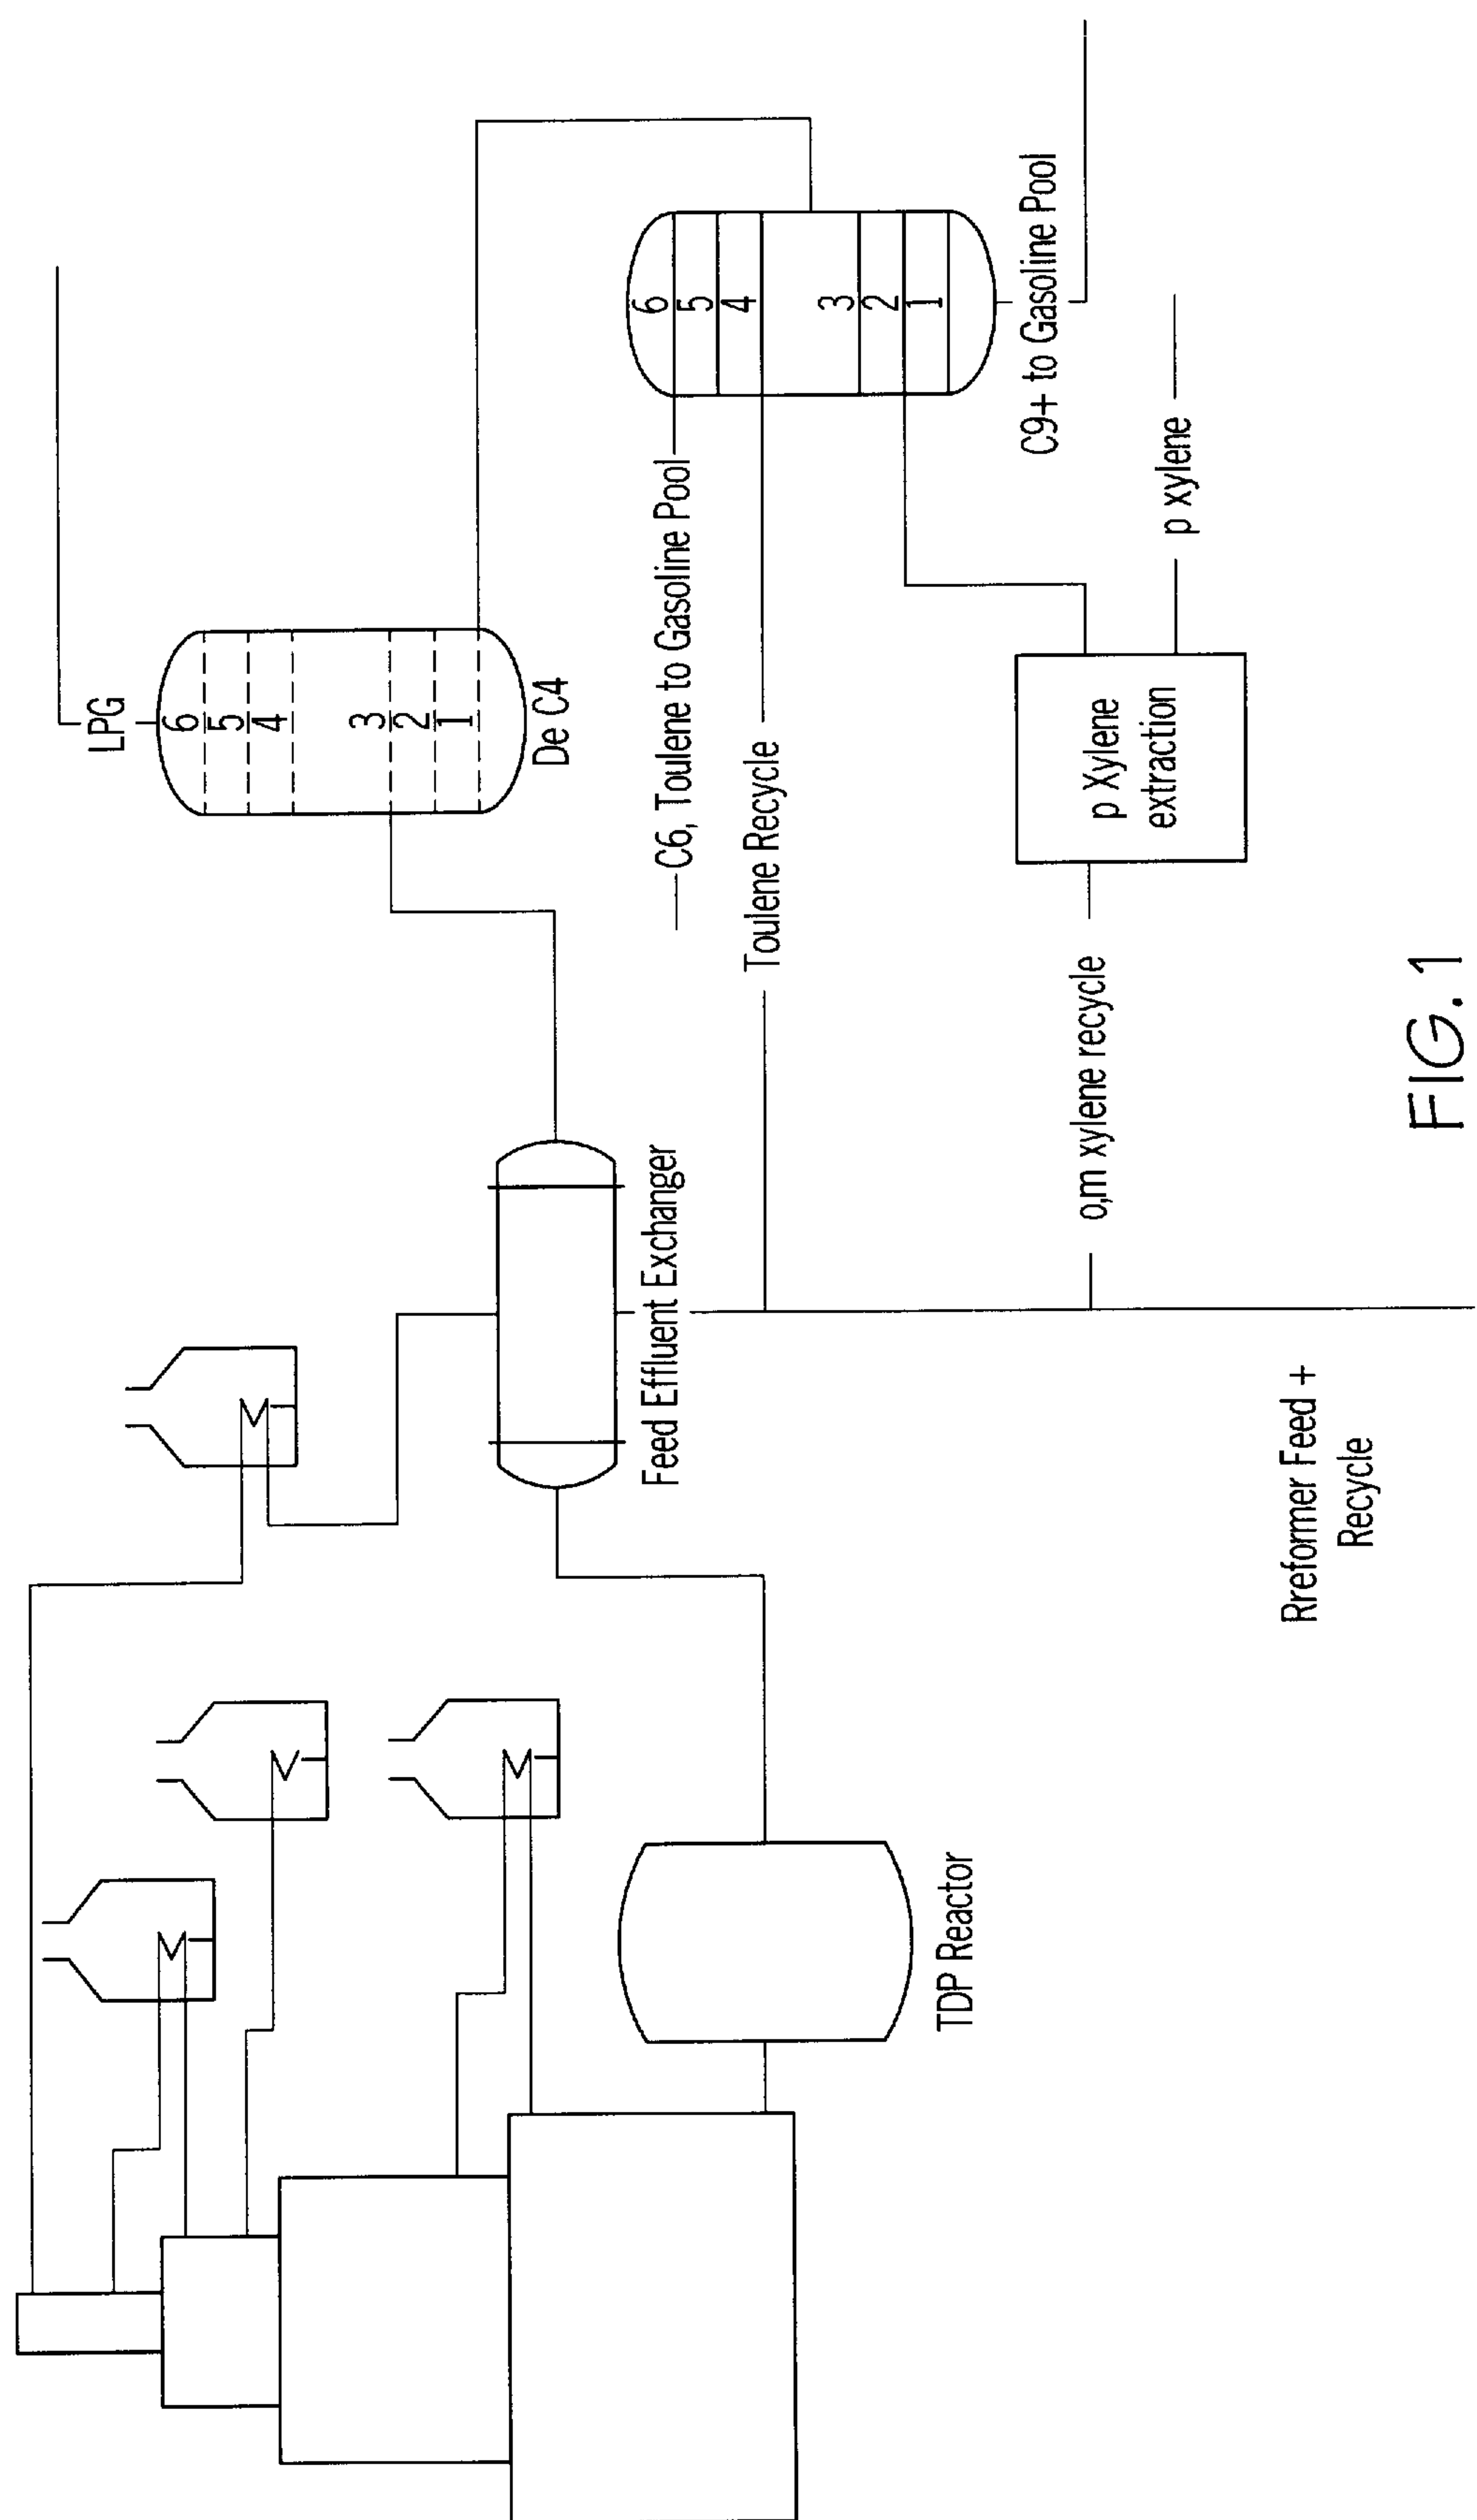 LPG
6
5
4
3
2
1
De C4
6
5
4
3
2
1
C6, Toulene to Gasoline Pool
Toulene Recycle
C9+ to Gasoline Pool
p xylene
p Xylene
extraction
o,m xylene recycle
Feed Effluent Exchanger
TDP Reactor
Rreformer Feed +
Recycle
FIG. 1